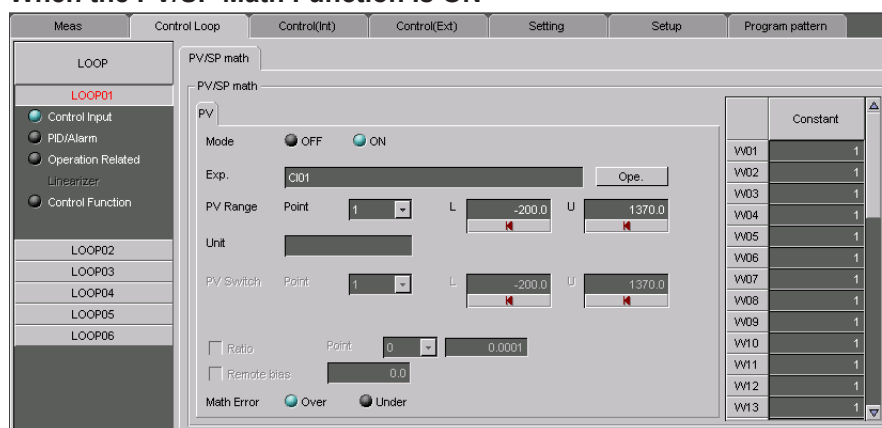 When the PV/SP Math Function is ON
Meas Control Loop Control(Int) Control(Ext) Setting Setup Program pattern
LOOP
LOOP01
Control Input
PID/Alarm
Operation Related
Linearizer
Control Function
LOOP02
LOOP03
LOOP04
LOOP05
LOOP06
PV/SP math
PV/SP math
PV
Mode OFF ON
Exp. CI01 Ope.
PV Range Point 1 L -200.0 U 1370.0
Unit
PV Switch Point 1 L -200.0 U 1370.0
Ratio Point 0 0.0001
Remote bias 0.0
Math Error Over Under
Constant
W01 1
W02 1
W03 1
W04 1
W05 1
W06 1
W07 1
W08 1
W09 1
W10 1
W11 1
W12 1
W13 1